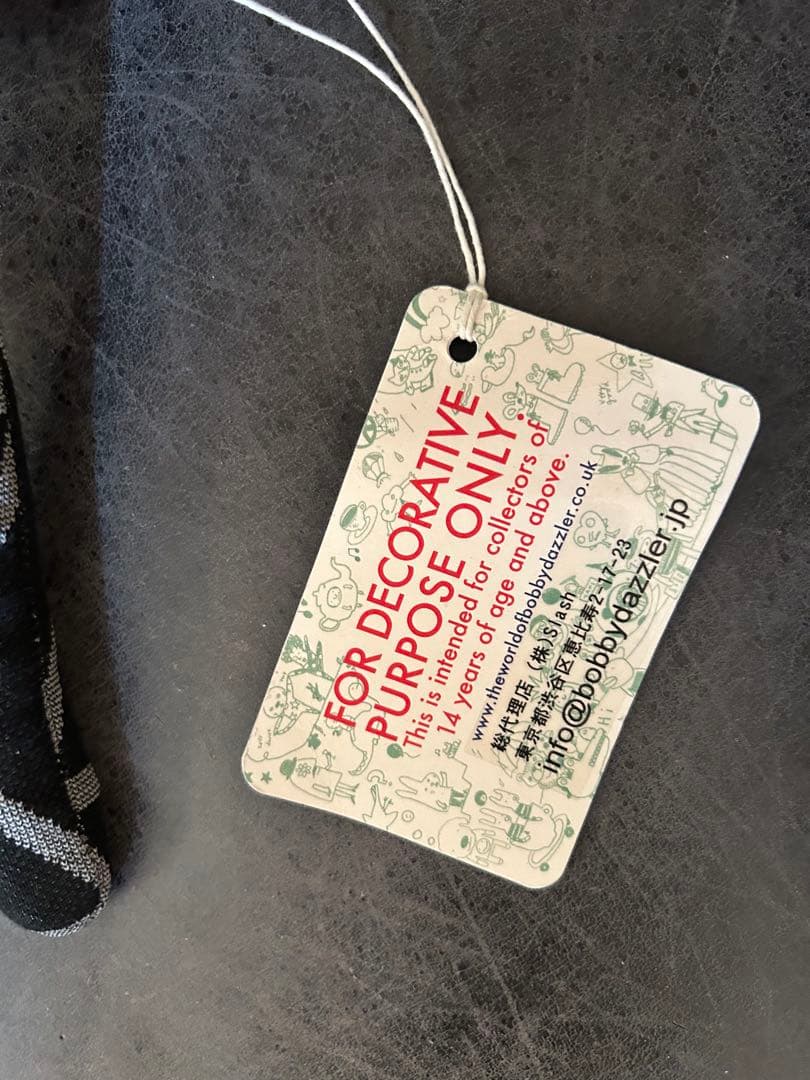 FOR DECORATIVE
PURPOSE ONLY.
This is intended for collectors of
14 years of age and above.
www.theworldofbobbydazzler.co.uk
総代理店（株）Slash
東京都渋谷区恵比寿2-17-23
info@bobbydazzler.jp
Hi